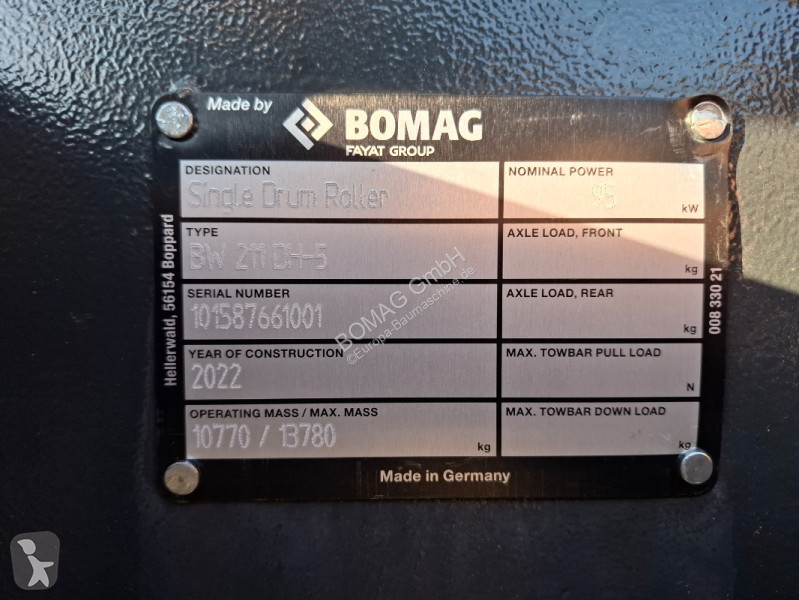 Made by BOMAG
FAYAT GROUP
DESIGNATION
Single Drum Roller
NOMINAL POWER
95
kW
TYPE
BW 211 DH-5
AXLE LOAD, FRONT
kg
SERIAL NUMBER
101587661001
AXLE LOAD, REAR
kg
YEAR OF CONSTRUCTION
2022
MAX. TOWBAR PULL LOAD
N
OPERATING MASS / MAX. MASS
10770 / 13780
kg
MAX. TOWBAR DOWN LOAD
kg
Made in Germany
Hellerwald, 56154 Boppard
008 330 21
BOMAG GmbH
©Europa-Baumaschine.de